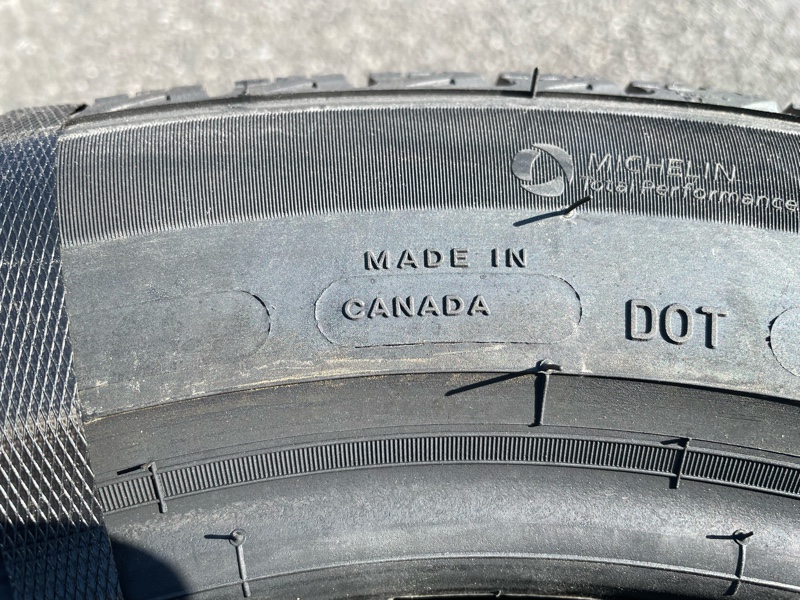 MICHELIN
Total Performance
MADE IN
CANADA
DOT